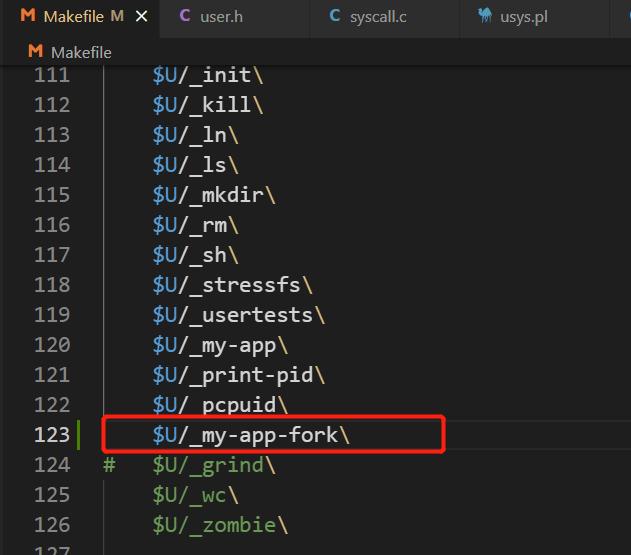 Makefile M
user.h
syscall.c
usys.pl
Makefile
111 $U/_init\
112 $U/_kill\
113 $U/_ln\
114 $U/_ls\
115 $U/_mkdir\
116 $U/_rm\
117 $U/_sh\
118 $U/_stressfs\
119 $U/_usertests\
120 $U/_my-app\
121 $U/_print-pid\
122 $U/_pcpuid\
123 $U/_my-app-fork\
124 # $U/_grind\
125 $U/_wc\
126 $U/_zombie\
127